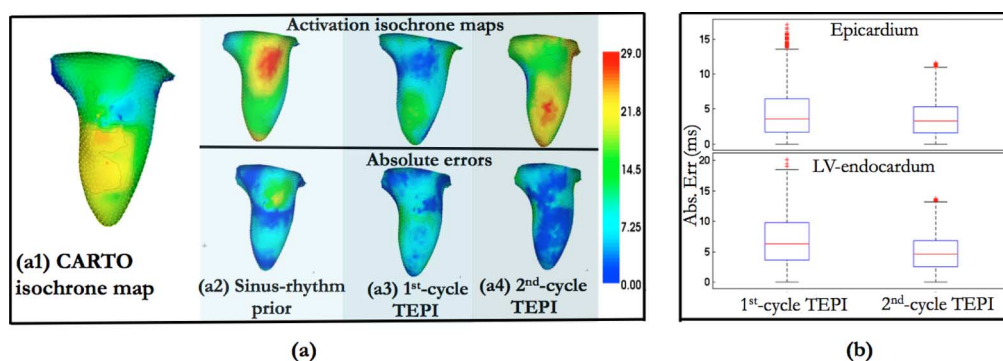 Activation isochrone maps
29.0
21.8
14.5
7.25
0.00
Absolute errors
(a1) CARTO
isochrone map
(a2) Sinus-rhythm
prior
(a3) 1st-cycle
TEPI
(a4) 2nd-cycle
TEPI
(a)
Abs. Err (ms)
Epicardium
15
10
5
0
LV-endocardum
20
15
10
5
0
1st-cycle TEPI
2nd-cycle TEPI
(b)